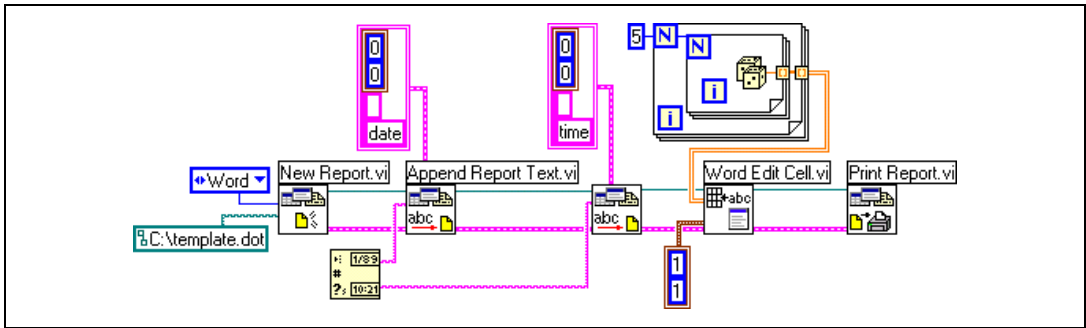 5
N
N
0
0
date
0
0
time
i
i
Word
New Report.vi
Append Report Text.vi
Word Edit Cell.vi
Print Report.vi
abc
abc
abc
C:\template.dot
1/89
#
?
10:21
1
1